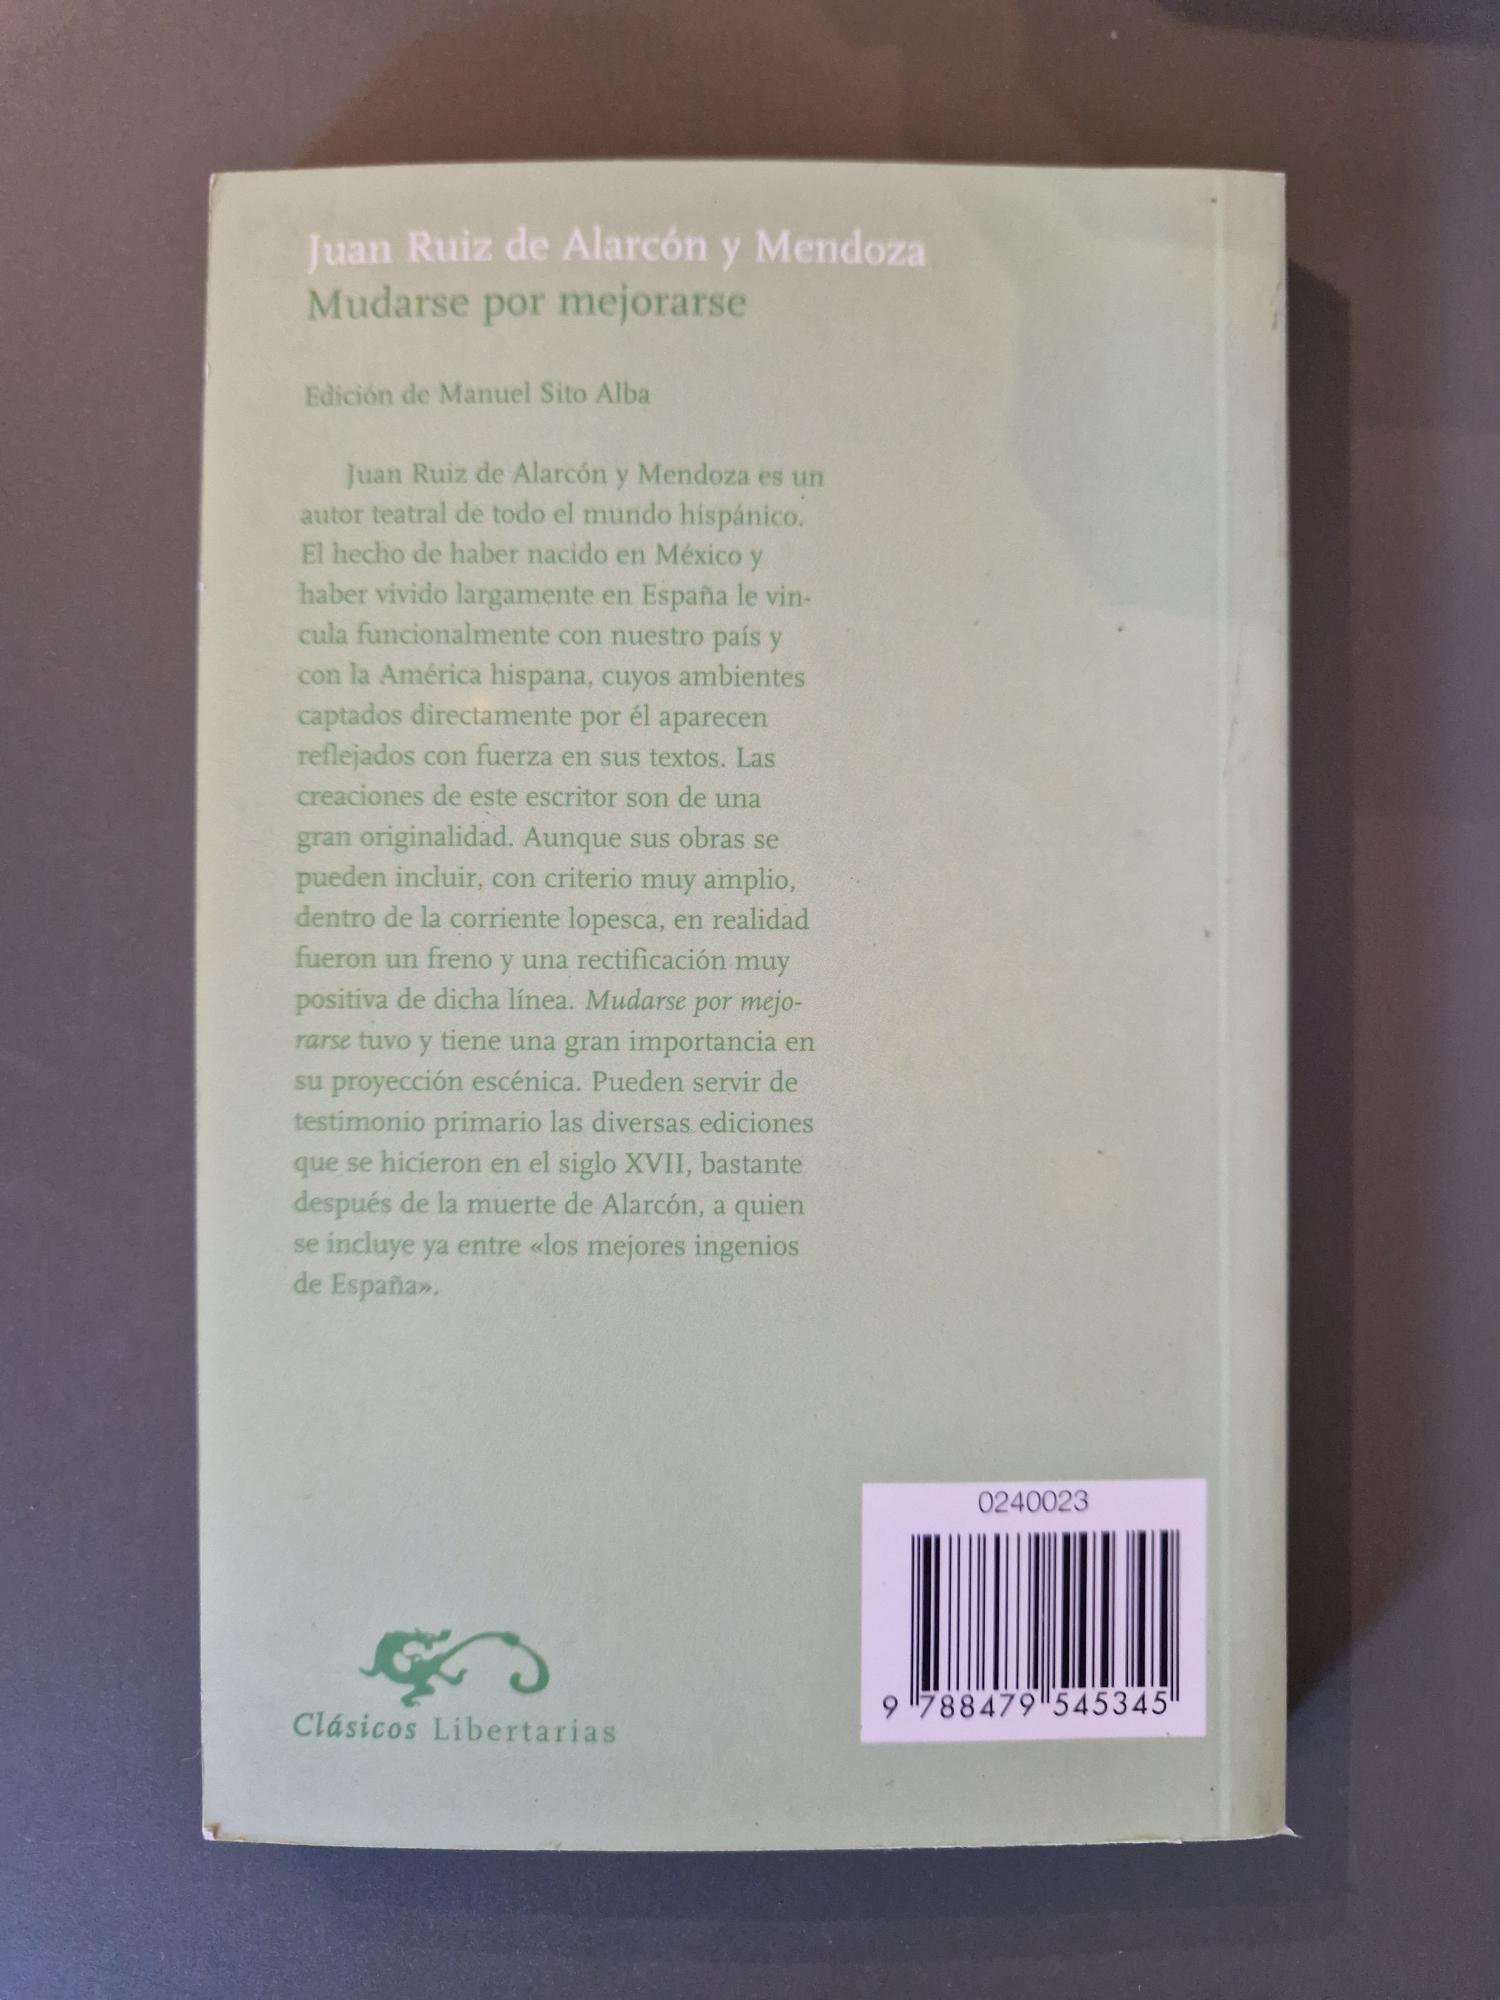 Juan Ruiz de Alarcón y Mendoza
Mudarse por mejorarse
Edición de Manuel Sito Alba
Juan Ruiz de Alarcón y Mendoza es un
autor teatral de todo el mundo hispánico.
El hecho de haber nacido en México y
haber vivido largamente en España le vin-
cula funcionalmente con nuestro país y
con la América hispana, cuyos ambientes
captados directamente por él aparecen
reflejados con fuerza en sus textos. Las
creaciones de este escritor son de una
gran originalidad. Aunque sus obras se
pueden incluir, con criterio muy amplio,
dentro de la corriente lopesca, en realidad
fueron un freno y una rectificación muy
positiva de dicha línea. Mudarse por mejo-
rarse tuvo y tiene una gran importancia en
su proyección escénica. Pueden servir de
testimonio primario las diversas ediciones
que se hicieron en el siglo XVII, bastante
después de la muerte de Alarcón, a quien
se incluye ya entre «los mejores ingenios
de España».
Clásicos Libertarias
0240023
9 788479 545345